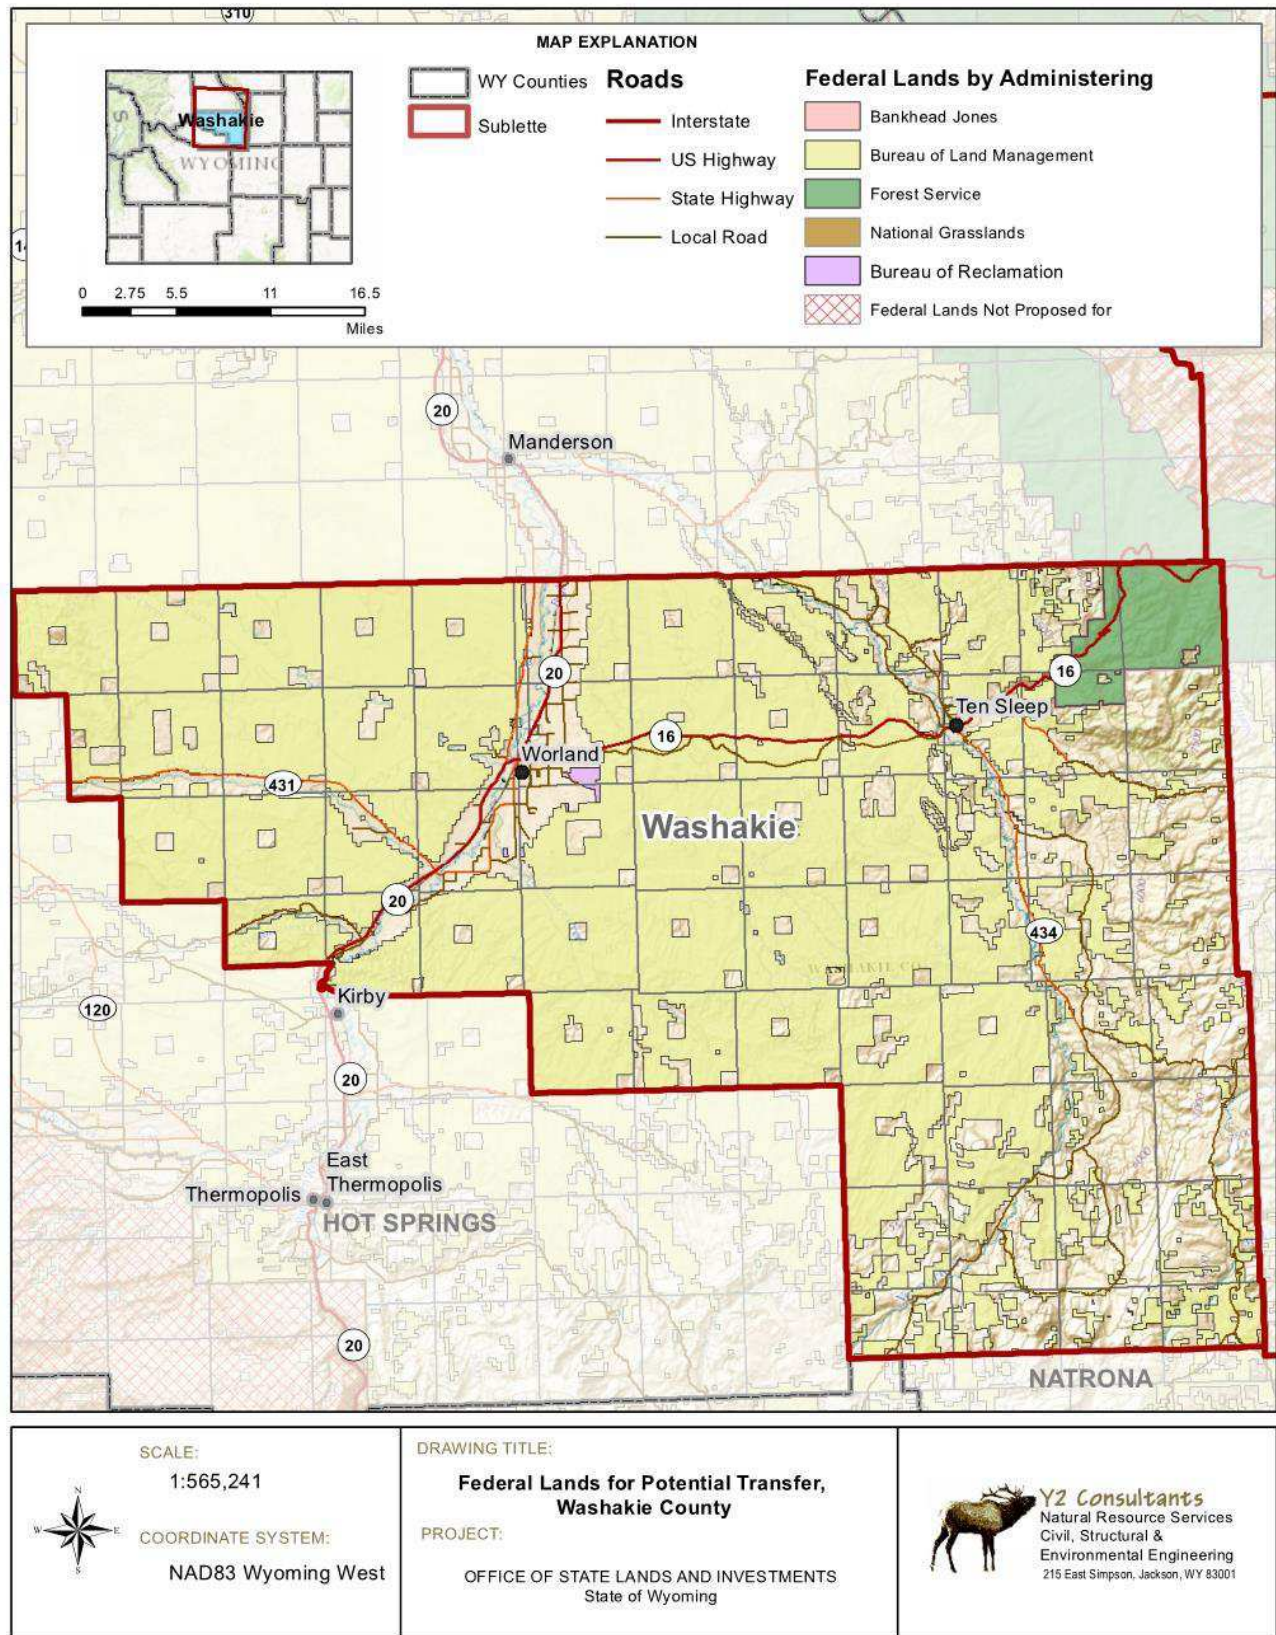 310
MAP EXPLANATION
Washakie
WYOMING
0 2.75 5.5 11 16.5
Miles
WY Counties
Sublette
Roads
Interstate
US Highway
State Highway
Local Road
Federal Lands by Administering
Bankhead Jones
Bureau of Land Management
Forest Service
National Grasslands
Bureau of Reclamation
Federal Lands Not Proposed for
20
Manderson
20
16
Ten Sleep
16
Worland
431
Washakie
20
434
WASHAKIE CO
Kirby
120
20
East
Thermopolis
Thermopolis
HOT SPRINGS
20
NATRONA
N
W E
S
SCALE:
1:565,241
COORDINATE SYSTEM:
NAD83 Wyoming West
DRAWING TITLE:
Federal Lands for Potential Transfer,
Washakie County
PROJECT:
OFFICE OF STATE LANDS AND INVESTMENTS
State of Wyoming
Y2 Consultants
Natural Resource Services
Civil, Structural &
Environmental Engineering
215 East Simpson, Jackson, WY 83001